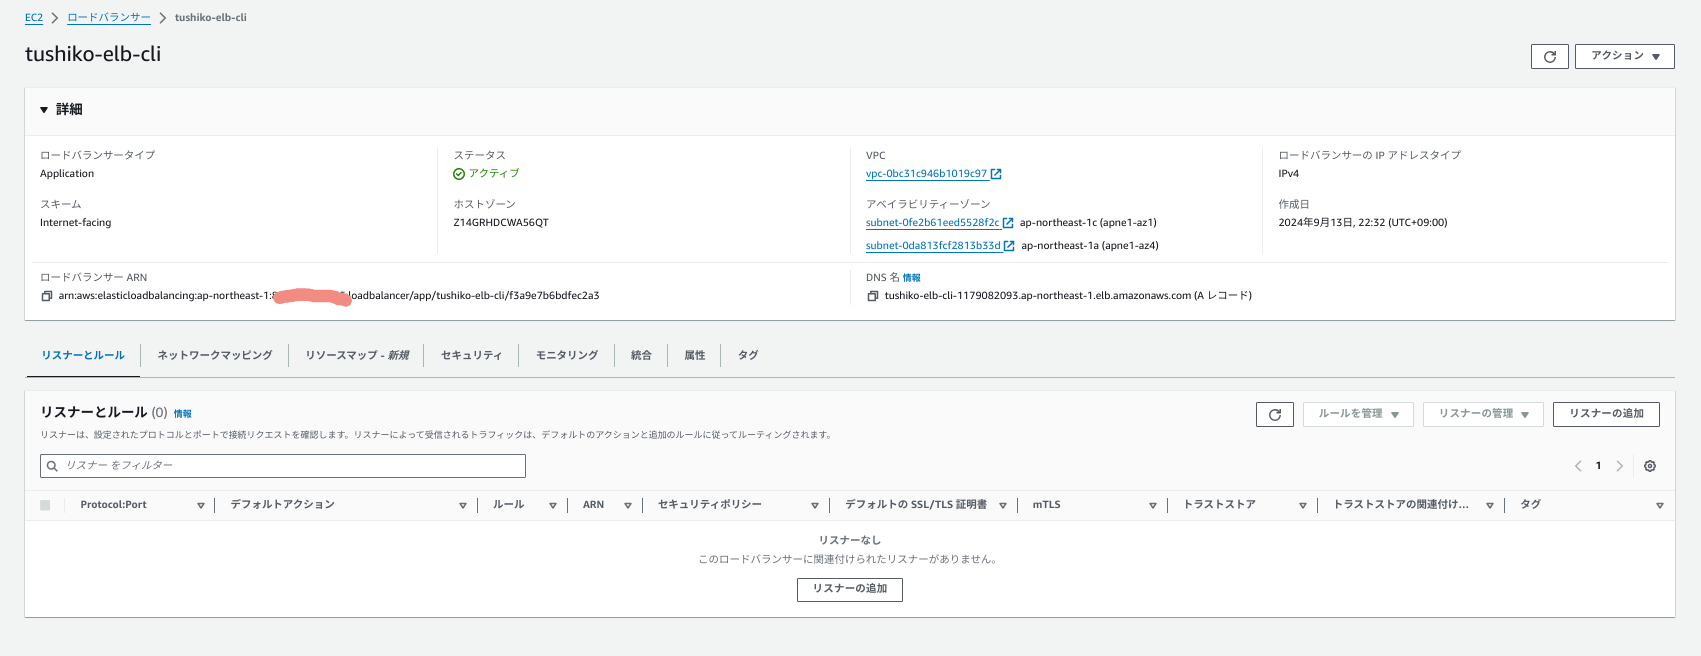 EC2 > ロードバランサー > tushiko-elb-cli
tushiko-elb-cli
アクション ▼
▼ 詳細
ロードバランサータイプ
Application
ステータス
アクティブ
VPC
vpc-0bc31c946b1019c97
ロードバランサーの IP アドレスタイプ
IPv4
スキーム
Internet-facing
ホストゾーン
Z14GRHDCWA56QT
アベイラビリティーゾーン
subnet-0fe2b61eed5528f2c ap-northeast-1c (apne1-az1)
subnet-0da813fcf2813b33d ap-northeast-1a (apne1-az4)
作成日
2024年9月13日, 22:32 (UTC+09:00)
ロードバランサー ARN
arn:aws:elasticloadbalancing:ap-northeast-1: loadbalancer/app/tushiko-elb-cli/f3a9e7b6bdfec2a3
DNS 名 情報
tushiko-elb-cli-1179082093.ap-northeast-1.elb.amazonaws.com (A レコード)
リスナーとルール ネットワークマッピング リソースマップ - 新規 セキュリティ モニタリング 統合 属性 タグ
リスナーとルール (0) 情報
ルールを管理 ▼ リスナーの管理 ▼ リスナーの追加
リスナーは、設定されたプロトコルとポートで接続リクエストを確認します。リスナーによって受信されるトラフィックは、デフォルトのアクションと追加のルールに従ってルーティングされます。
リスナー をフィルター
< 1 >
Protocol:Port デフォルトアクション ルール ARN セキュリティポリシー デフォルトの SSL/TLS 証明書 mTLS トラストストア トラストストアの関連付け... タグ
リスナーなし
このロードバランサーに関連付けられたリスナーがありません。
リスナーの追加